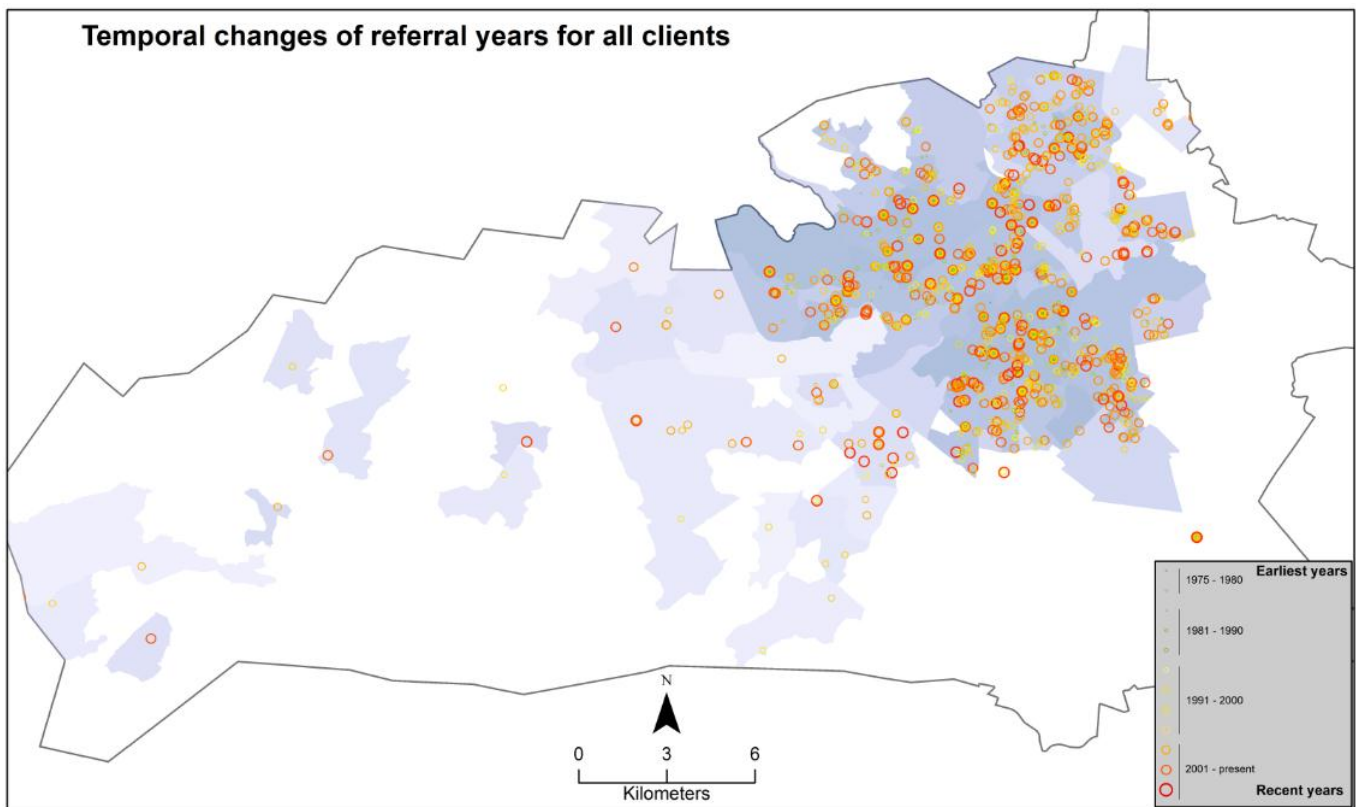 Temporal changes of referral years for all clients
Earliest years
1975 - 1980
1981 - 1990
1991 - 2000
2001 - present
Recent years
N
0 3 6
Kilometers